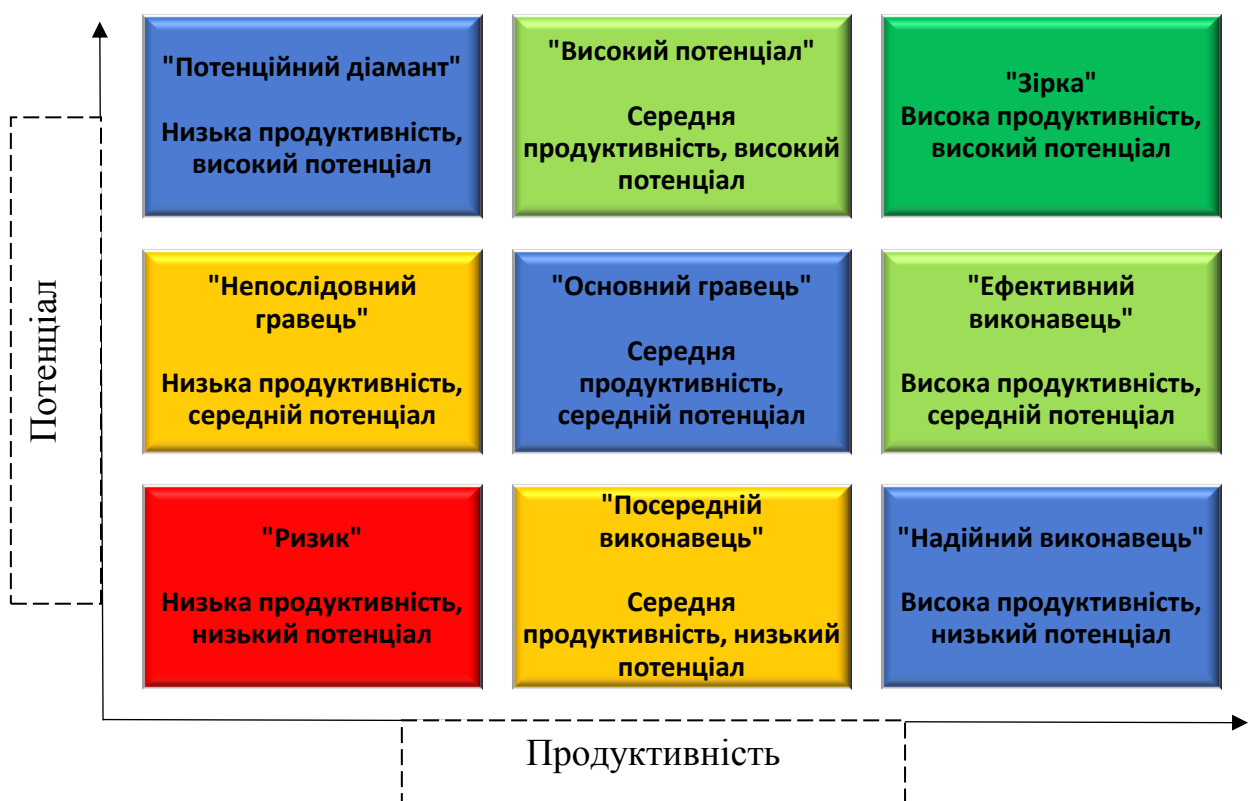 "Потенційний діамант"
Низька продуктивність,
високий потенціал
"Високий потенціал"
Середня
продуктивність, високий
потенціал
"Зірка"
Висока продуктивність,
високий потенціал
Потенціал
"Непослідовний
гравець"
Низька продуктивність,
середній потенціал
"Основний гравець"
Середня
продуктивність,
середній потенціал
"Ефективний
виконавець"
Висока продуктивність,
середній потенціал
"Ризик"
Низька продуктивність,
низький потенціал
"Посередній
виконавець"
Середня
продуктивність, низький
потенціал
"Надійний виконавець"
Висока продуктивність,
низький потенціал
Продуктивність